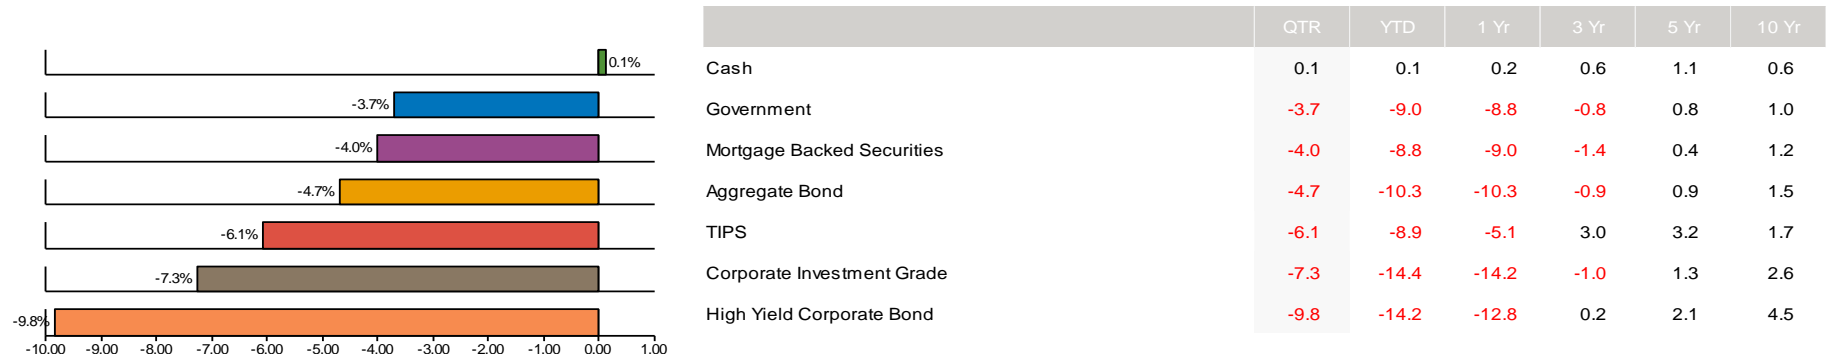 QTR YTD 1 Yr 3 Yr 5 Yr 10 Yr
0.1% Cash 0.1 0.1 0.2 0.6 1.1 0.6
-3.7% Government -3.7 -9.0 -8.8 -0.8 0.8 1.0
-4.0% Mortgage Backed Securities -4.0 -8.8 -9.0 -1.4 0.4 1.2
-4.7% Aggregate Bond -4.7 -10.3 -10.3 -0.9 0.9 1.5
-6.1% TIPS -6.1 -8.9 -5.1 3.0 3.2 1.7
-7.3% Corporate Investment Grade -7.3 -14.4 -14.2 -1.0 1.3 2.6
-9.8% High Yield Corporate Bond -9.8 -14.2 -12.8 0.2 2.1 4.5
-10.00 -9.00 -8.00 -7.00 -6.00 -5.00 -4.00 -3.00 -2.00 -1.00 0.00 1.00